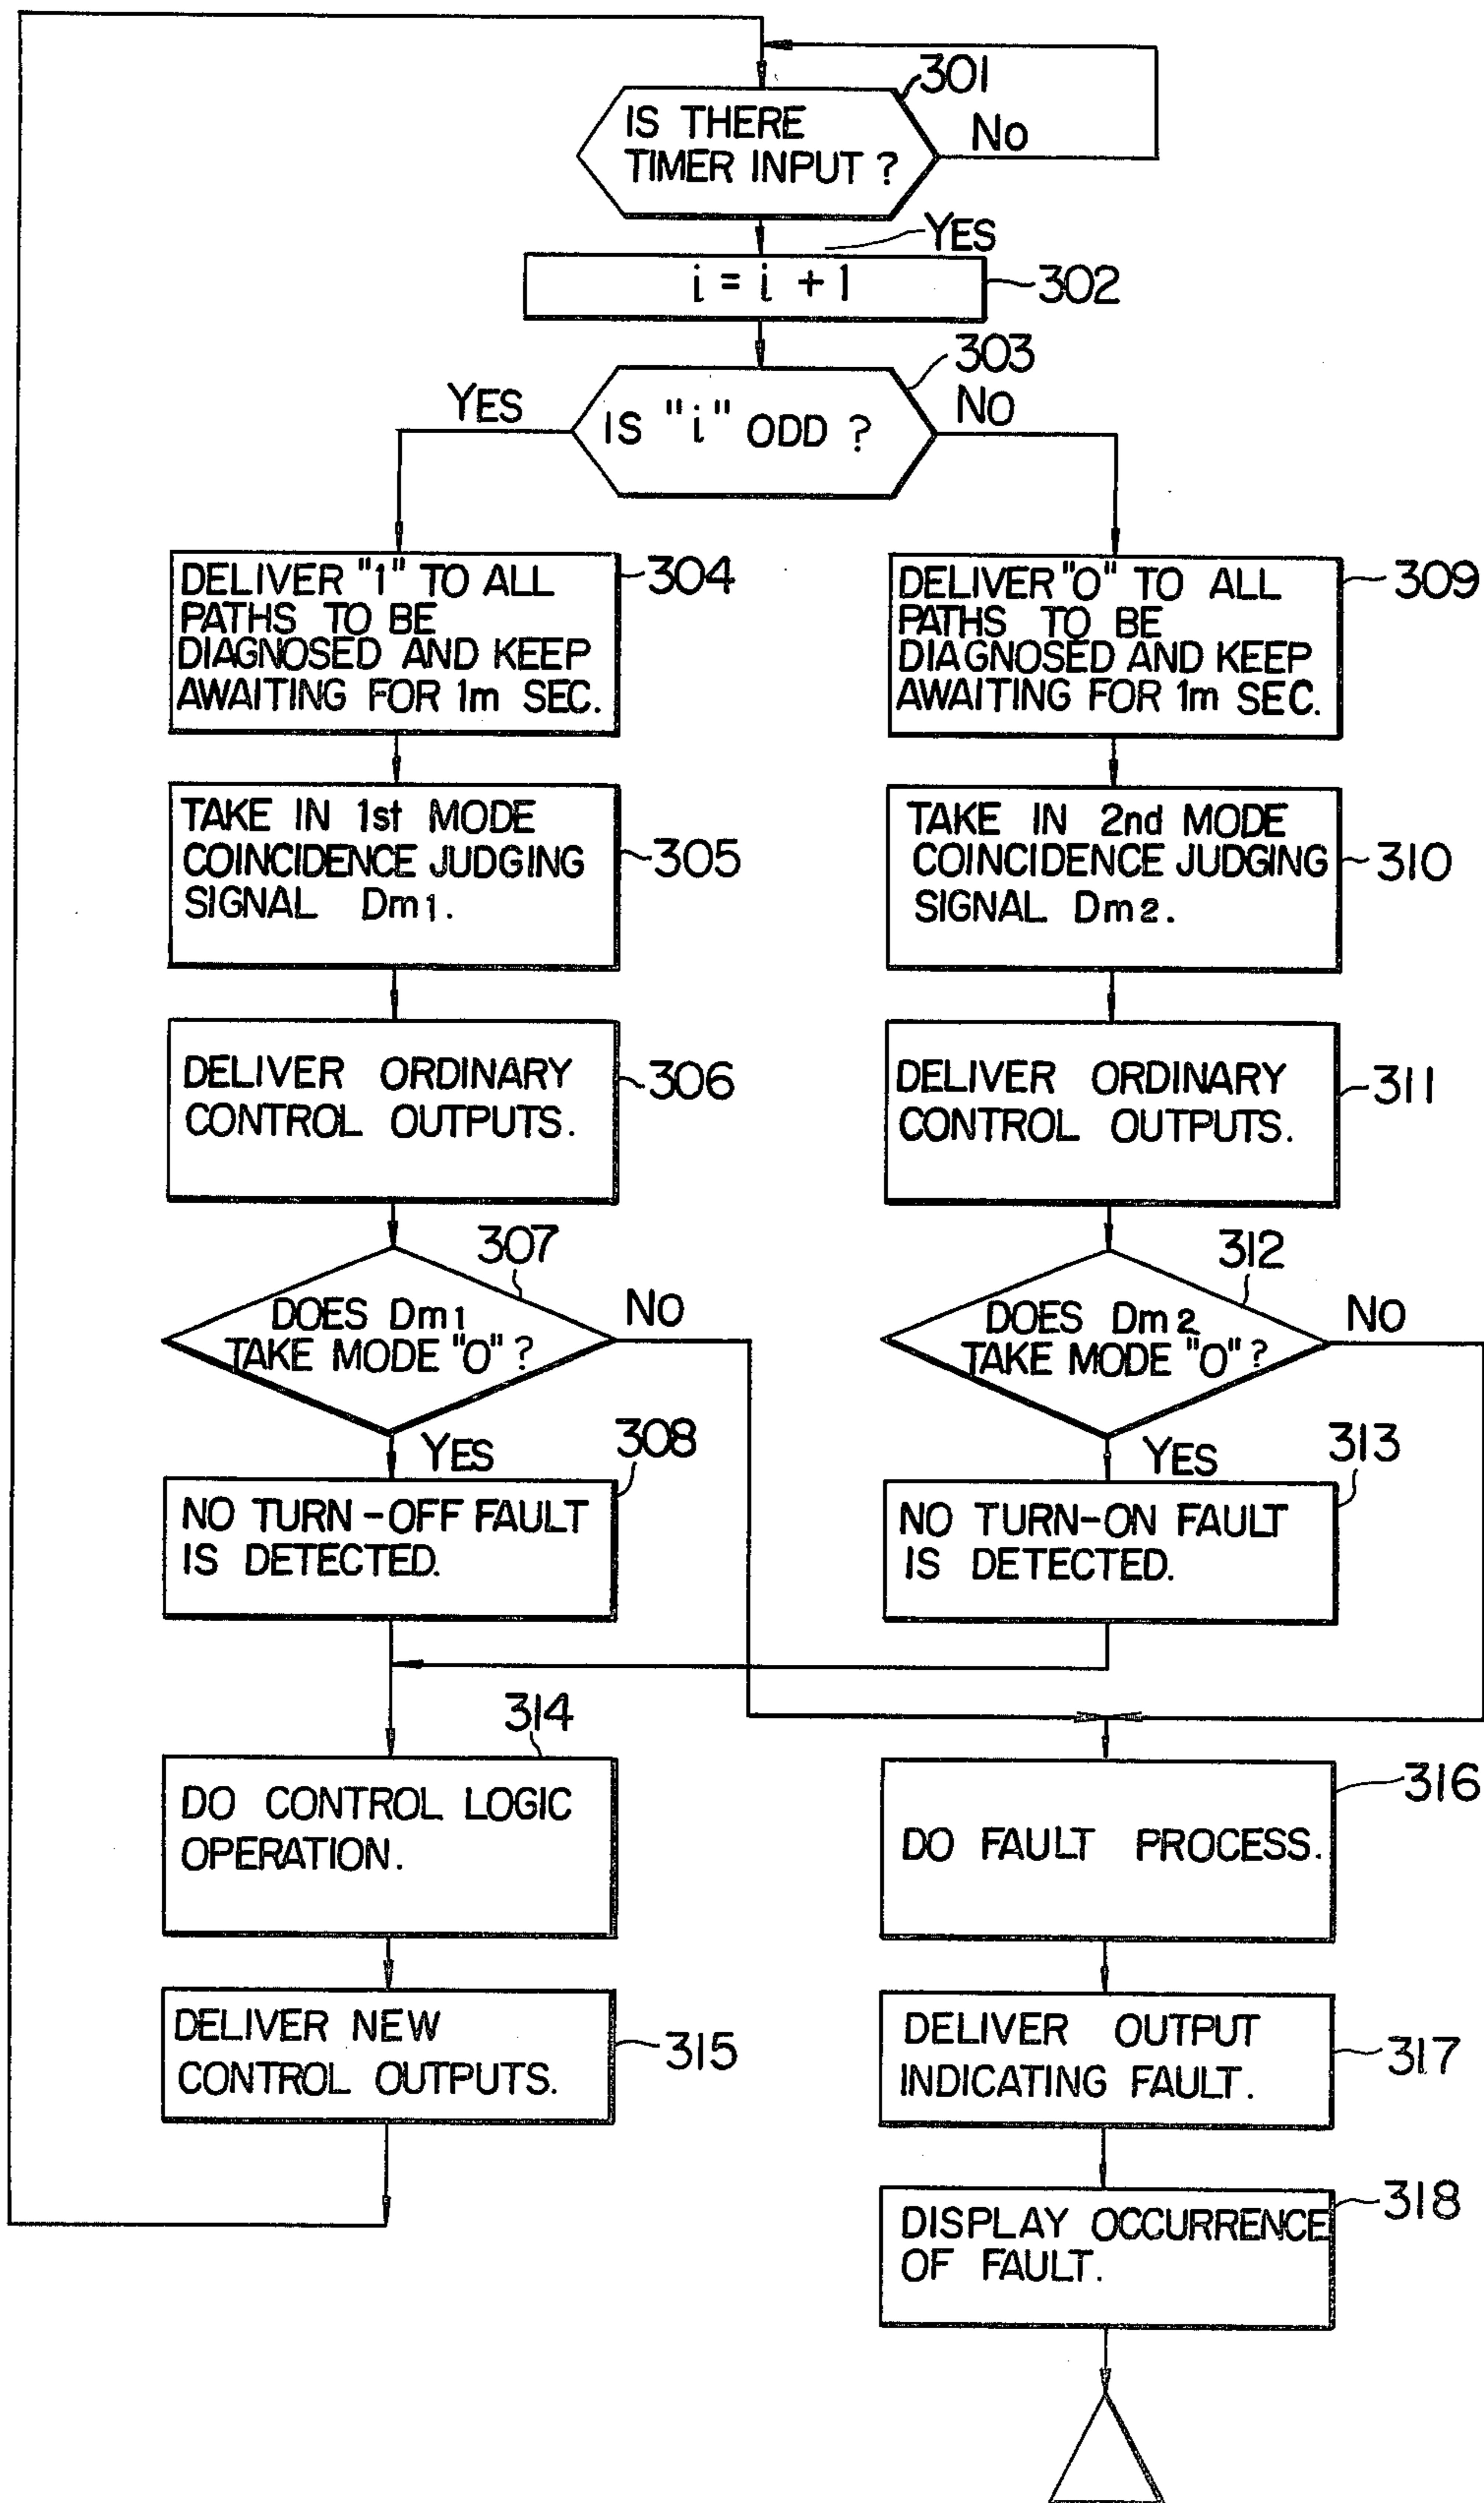 301
IS THERE
TIMER INPUT ?
No
YES
i = i + 1
302
303
YES
IS "i" ODD ?
NO
DELIVER "1" TO ALL
PATHS TO BE
DIAGNOSED AND KEEP
AWAITING FOR 1m SEC.
304
DELIVER "0" TO ALL
PATHS TO BE
DIAGNOSED AND KEEP
AWAITING FOR 1m SEC.
309
TAKE IN 1st MODE
COINCIDENCE JUDGING
SIGNAL Dm1.
305
TAKE IN 2nd MODE
COINCIDENCE JUDGING
SIGNAL Dm2.
310
DELIVER ORDINARY
CONTROL OUTPUTS.
306
DELIVER ORDINARY
CONTROL OUTPUTS.
311
307
DOES Dm1
TAKE MODE "0" ?
NO
YES
312
DOES Dm2
TAKE MODE "0" ?
NO
YES
308
NO TURN-OFF FAULT
IS DETECTED.
313
NO TURN-ON FAULT
IS DETECTED.
314
DO CONTROL LOGIC
OPERATION.
316
DO FAULT PROCESS.
DELIVER NEW
CONTROL OUTPUTS.
315
DELIVER OUTPUT
INDICATING FAULT.
317
DISPLAY OCCURRENCE
OF FAULT.
318